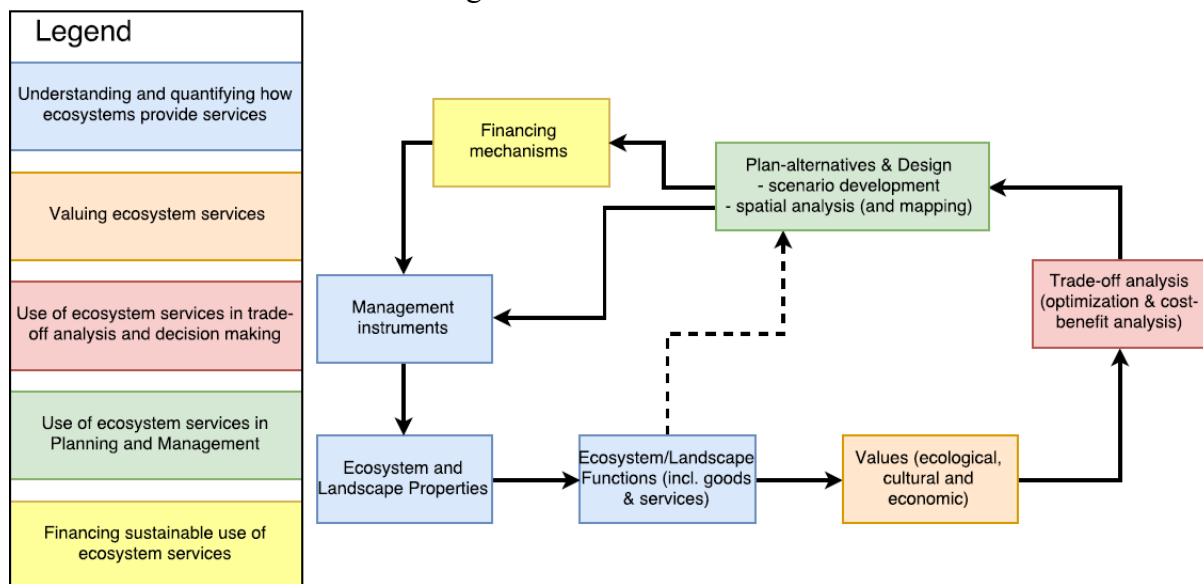 Legend
Understanding and quantifying how
ecosystems provide services
Valuing ecosystem services
Use of ecosystem services in trade-
off analysis and decision making
Use of ecosystem services in
Planning and Management
Financing sustainable use of
ecosystem services
Financing
mechanisms
Plan-alternatives & Design
- scenario development
- spatial analysis (and mapping)
Management
instruments
Trade-off analysis
(optimization & cost-
benefit analysis)
Ecosystem and
Landscape Properties
Ecosystem/Landscape
Functions (incl. goods
& services)
Values (ecological,
cultural and
economic)